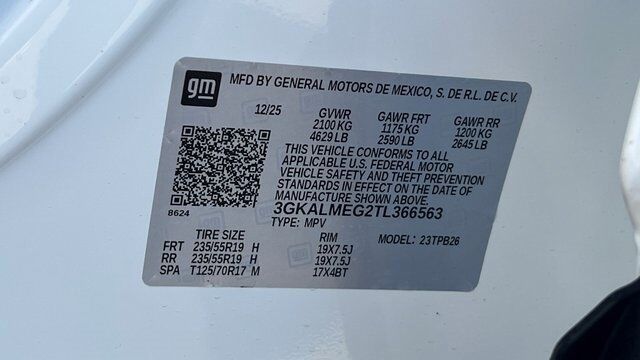 gm
MFD BY GENERAL MOTORS DE MEXICO, S. DE R.L. DE C.V.
12/25 GVWR GAWR FRT GAWR RR
2100 KG 1175 KG 1200 KG
4629 LB 2590 LB 2645 LB
THIS VEHICLE CONFORMS TO ALL
APPLICABLE U.S. FEDERAL MOTOR
VEHICLE SAFETY AND THEFT PREVENTION
STANDARDS IN EFFECT ON THE DATE OF
MANUFACTURE SHOWN ABOVE.
8624 3GKALMEG2TL366563
TYPE: MPV
TIRE SIZE RIM MODEL: 23TPB26
FRT 235/55R19 H 19X7.5J
RR 235/55R19 H 19X7.5J
SPA T125/70R17 M 17X4BT